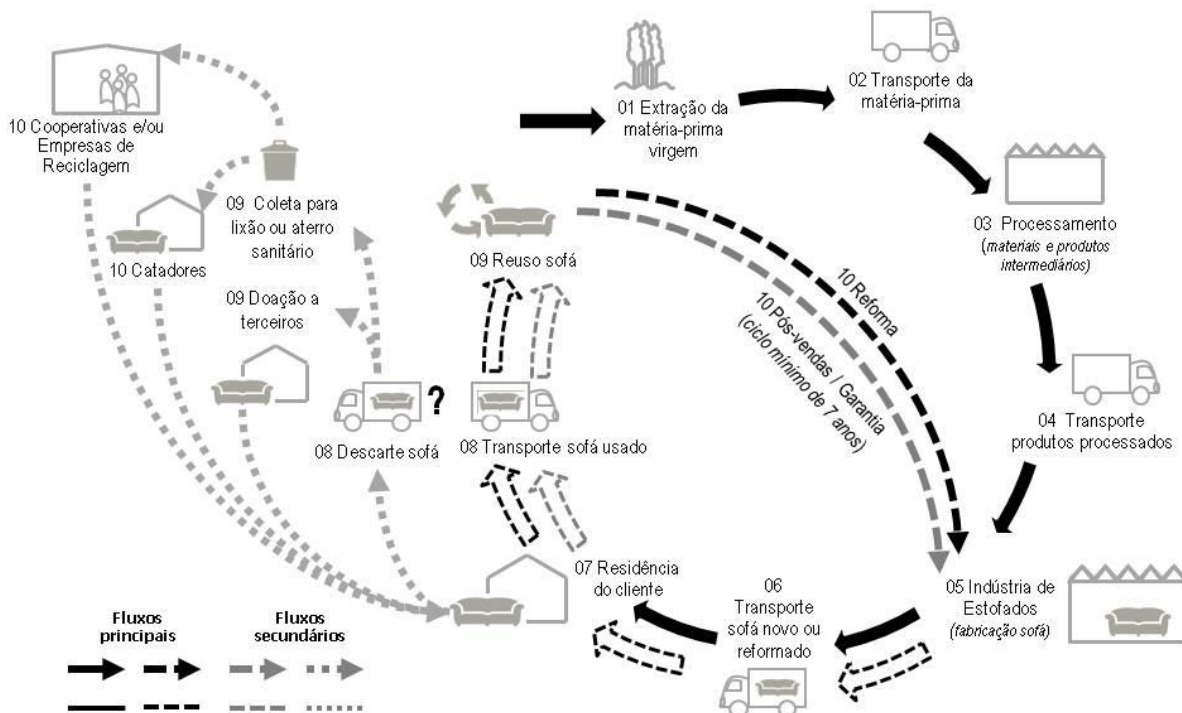 01 Extração da
matéria-prima
virgem
02 Transporte da
matéria-prima
03 Processamento
(materiais e produtos
intermediários)
04 Transporte
produtos processados
05 Indústria de
Estofados
(fabricação sofá)
06
Transporte
sofá novo ou
reformado
07 Residência
do cliente
08 Transporte sofá usado
?
08 Descarte sofá
09 Reuso sofá
10 Reforma
10 Pós-vendas / Garantia
(ciclo mínimo de 7 anos)
09 Doação a
terceiros
09 Coleta para
lixão ou aterro
sanitário
10 Catadores
10 Cooperativas e/ou
Empresas de
Reciclagem
Fluxos
principais
Fluxos
secundários